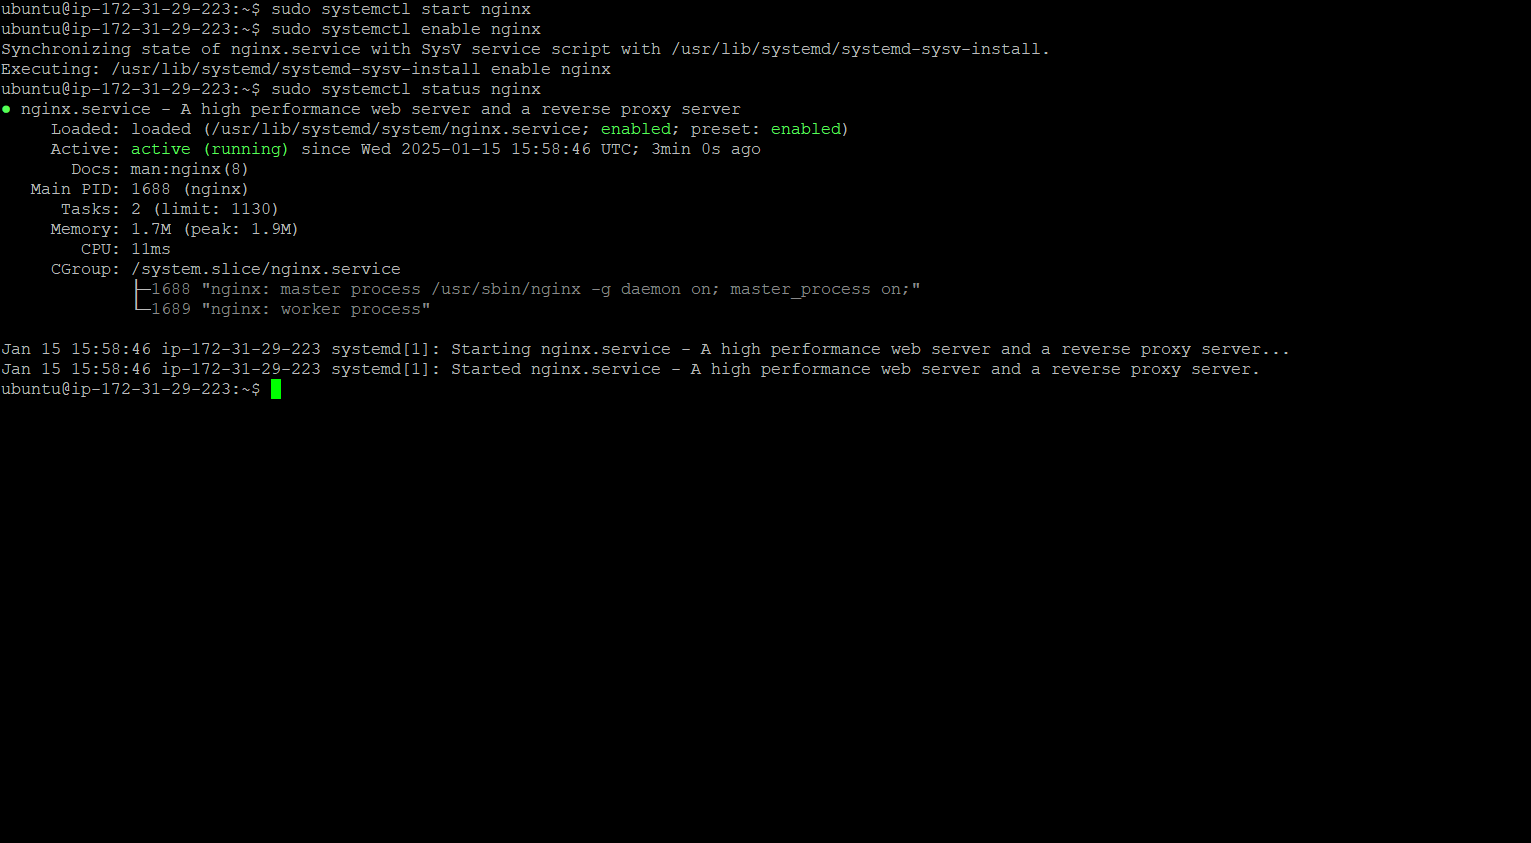 ubuntu@ip-172-31-29-223:~$ sudo systemctl start nginx
ubuntu@ip-172-31-29-223:~$ sudo systemctl enable nginx
Synchronizing state of nginx.service with SysV service script with /usr/lib/systemd/systemd-sysv-install.
Executing: /usr/lib/systemd/systemd-sysv-install enable nginx
ubuntu@ip-172-31-29-223:~$ sudo systemctl status nginx
● nginx.service - A high performance web server and a reverse proxy server
     Loaded: loaded (/usr/lib/systemd/system/nginx.service; enabled; preset: enabled)
     Active: active (running) since Wed 2025-01-15 15:58:46 UTC; 3min 0s ago
       Docs: man:nginx(8)
   Main PID: 1688 (nginx)
      Tasks: 2 (limit: 1130)
     Memory: 1.7M (peak: 1.9M)
        CPU: 11ms
     CGroup: /system.slice/nginx.service
             ├─1688 "nginx: master process /usr/sbin/nginx -g daemon on; master_process on;"
             └─1689 "nginx: worker process"

Jan 15 15:58:46 ip-172-31-29-223 systemd[1]: Starting nginx.service - A high performance web server and a reverse proxy server...
Jan 15 15:58:46 ip-172-31-29-223 systemd[1]: Started nginx.service - A high performance web server and a reverse proxy server.
ubuntu@ip-172-31-29-223:~$